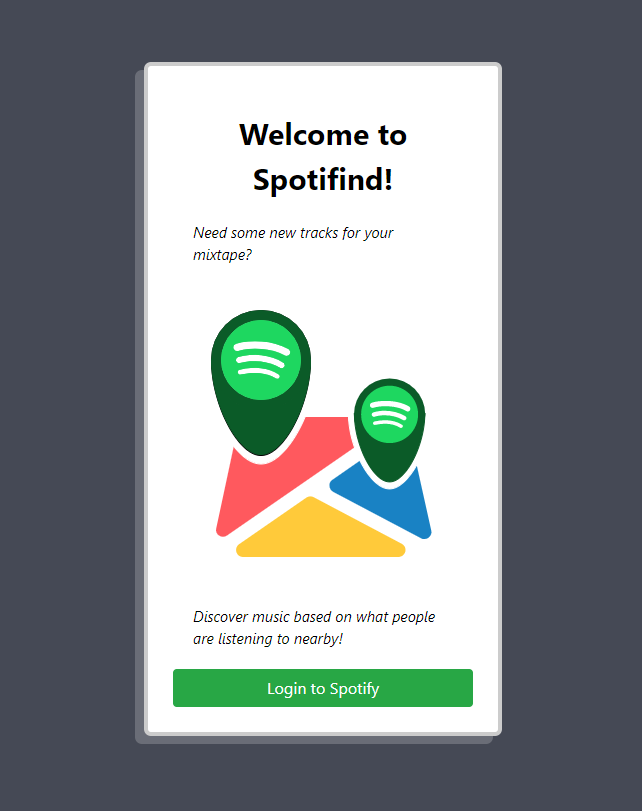 Welcome to
Spotifind!
Need some new tracks for your
mixtape?
Discover music based on what people
are listening to nearby!
Login to Spotify